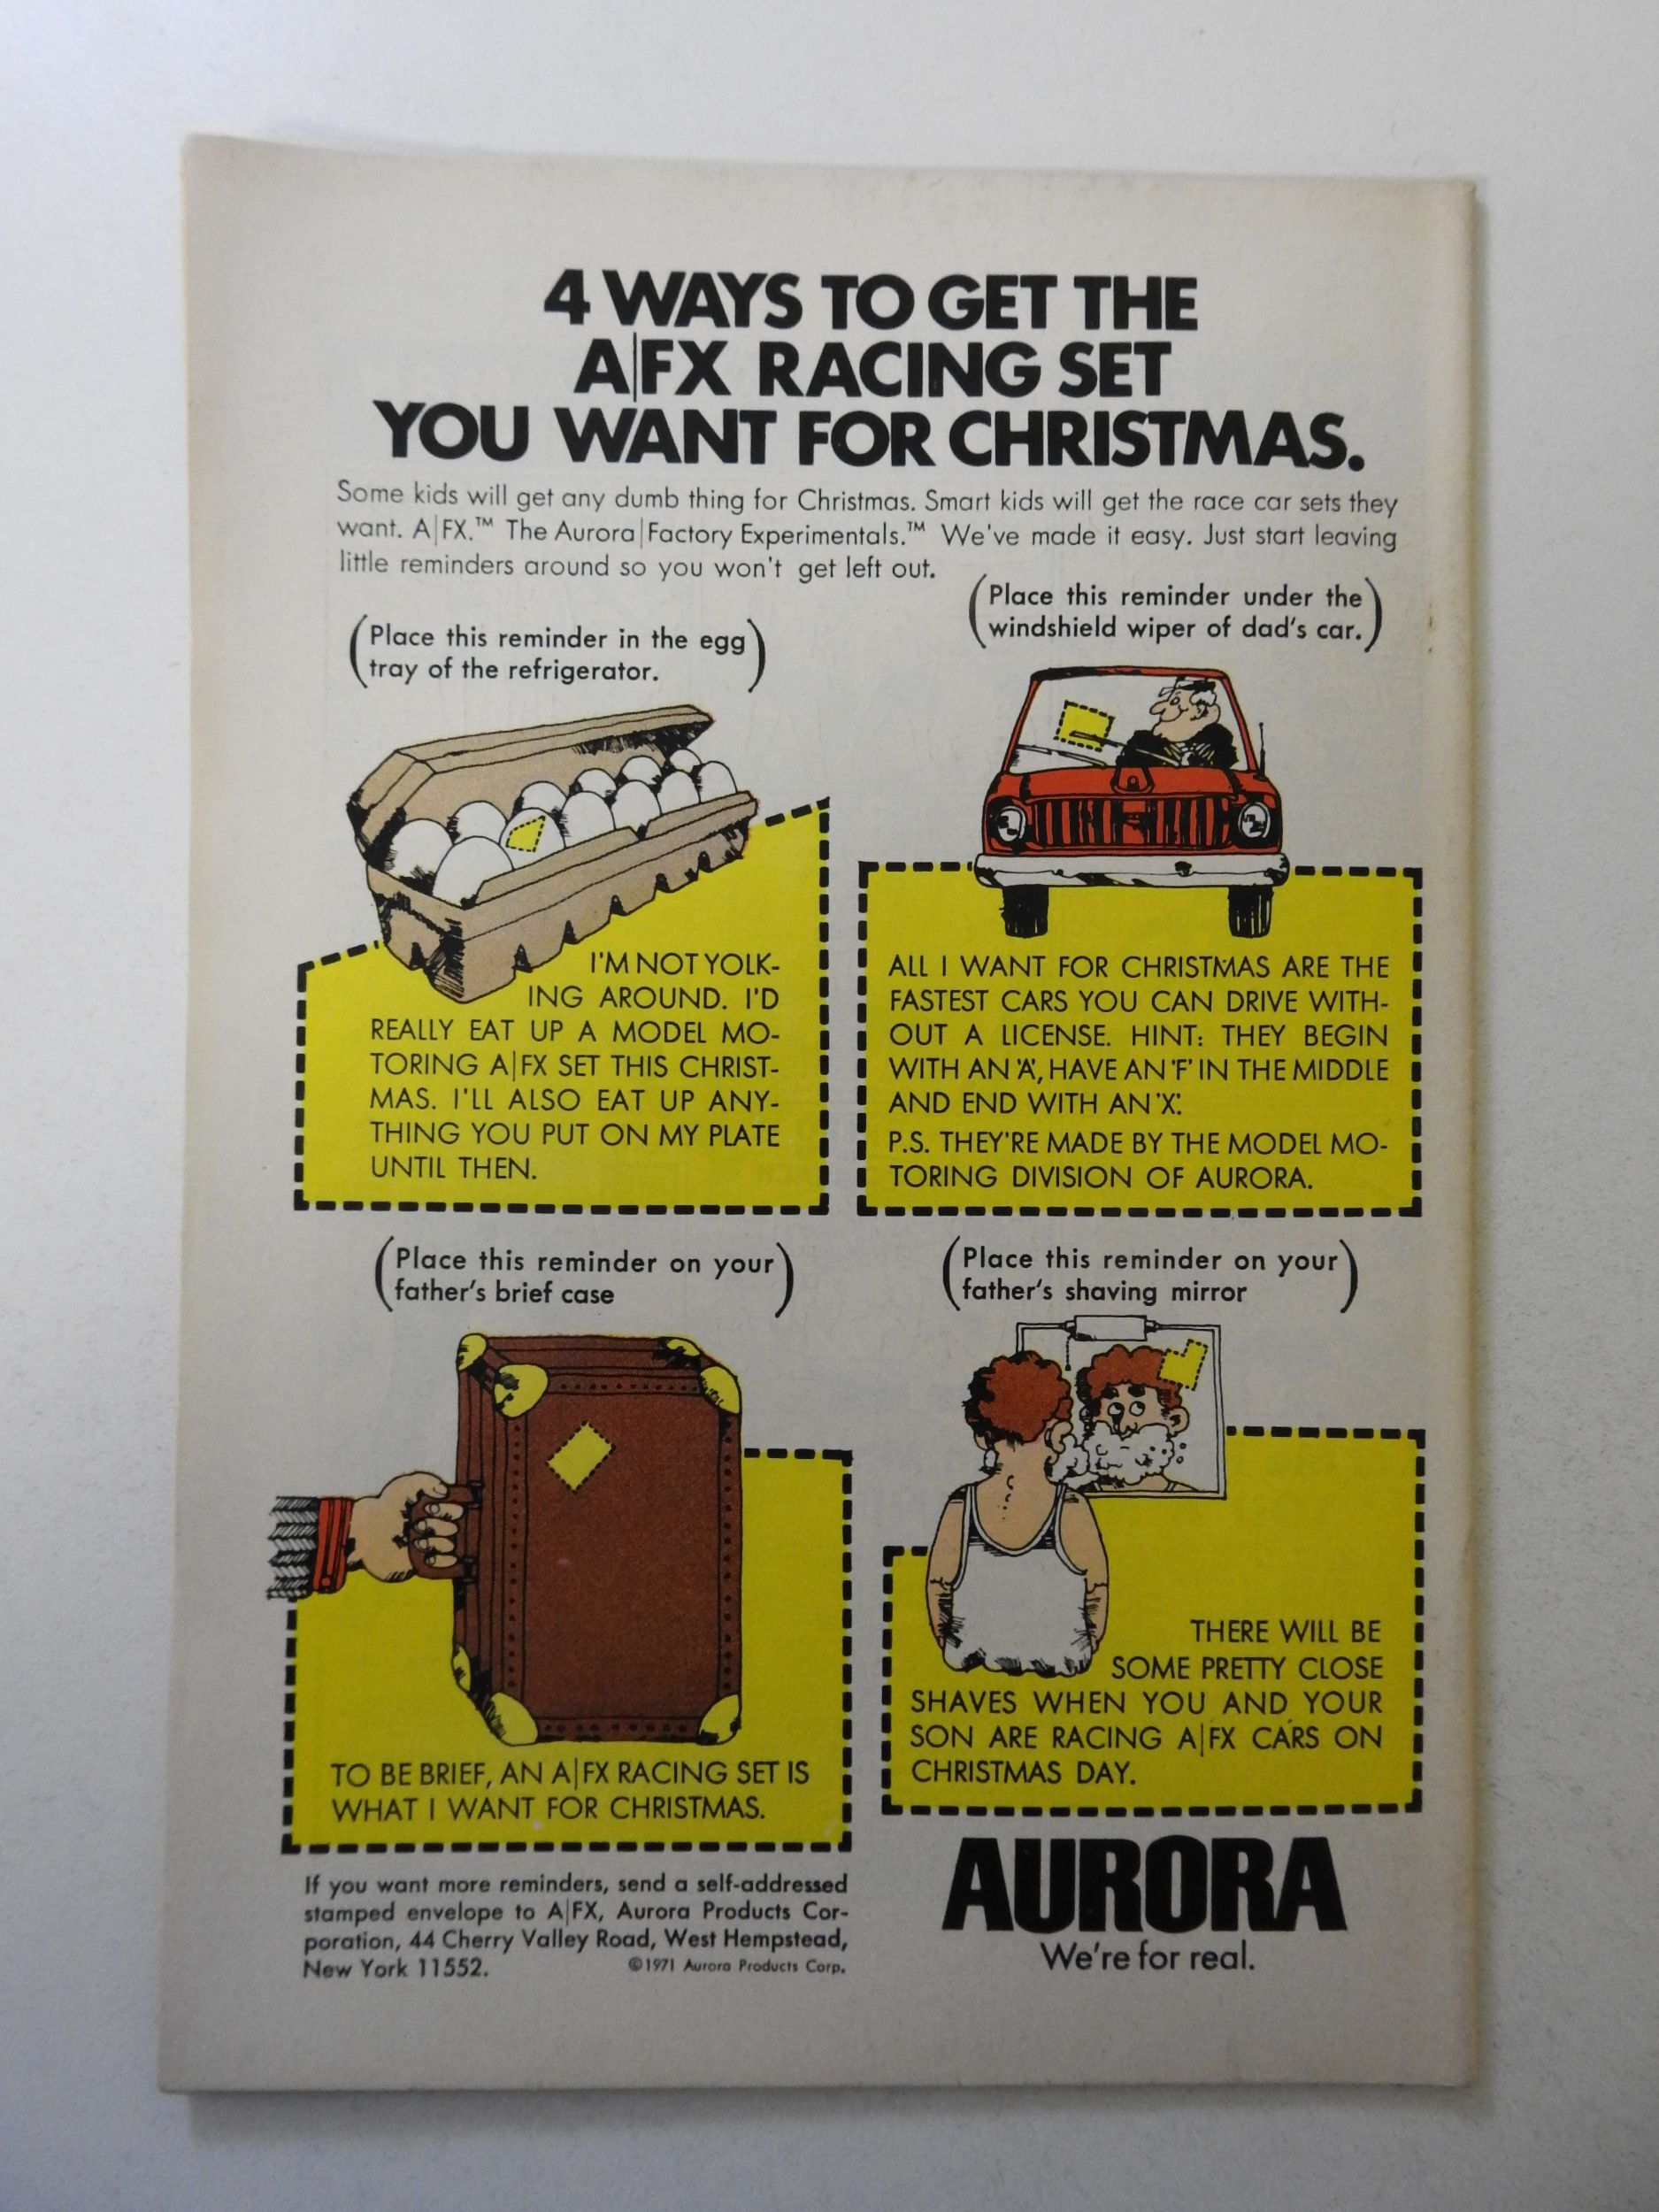 4 WAYS TO GET THE
A|FX RACING SET
YOU WANT FOR CHRISTMAS.
Some kids will get any dumb thing for Christmas. Smart kids will get the race car sets they
want. A|FX.™ The Aurora|Factory Experimentals.™ We've made it easy. Just start leaving
little reminders around so you won't get left out.
(Place this reminder in the egg
tray of the refrigerator.)
I'M NOT YOLK-
ING AROUND. I'D
REALLY EAT UP A MODEL MO-
TORING A|FX SET THIS CHRIST-
MAS. I'LL ALSO EAT UP ANY-
THING YOU PUT ON MY PLATE
UNTIL THEN.
(Place this reminder under the
windshield wiper of dad's car.)
ALL I WANT FOR CHRISTMAS ARE THE
FASTEST CARS YOU CAN DRIVE WITH-
OUT A LICENSE. HINT: THEY BEGIN
WITH AN 'A', HAVE AN 'F' IN THE MIDDLE
AND END WITH AN 'X'.
P.S. THEY'RE MADE BY THE MODEL MO-
TORING DIVISION OF AURORA.
(Place this reminder on your
father's brief case)
TO BE BRIEF, AN A|FX RACING SET IS
WHAT I WANT FOR CHRISTMAS.
(Place this reminder on your
father's shaving mirror)
THERE WILL BE
SOME PRETTY CLOSE
SHAVES WHEN YOU AND YOUR
SON ARE RACING A|FX CARS ON
CHRISTMAS DAY.
If you want more reminders, send a self-addressed
stamped envelope to A|FX, Aurora Products Cor-
poration, 44 Cherry Valley Road, West Hempstead,
New York 11552. ©1971 Aurora Products Corp.
AURORA
We're for real.